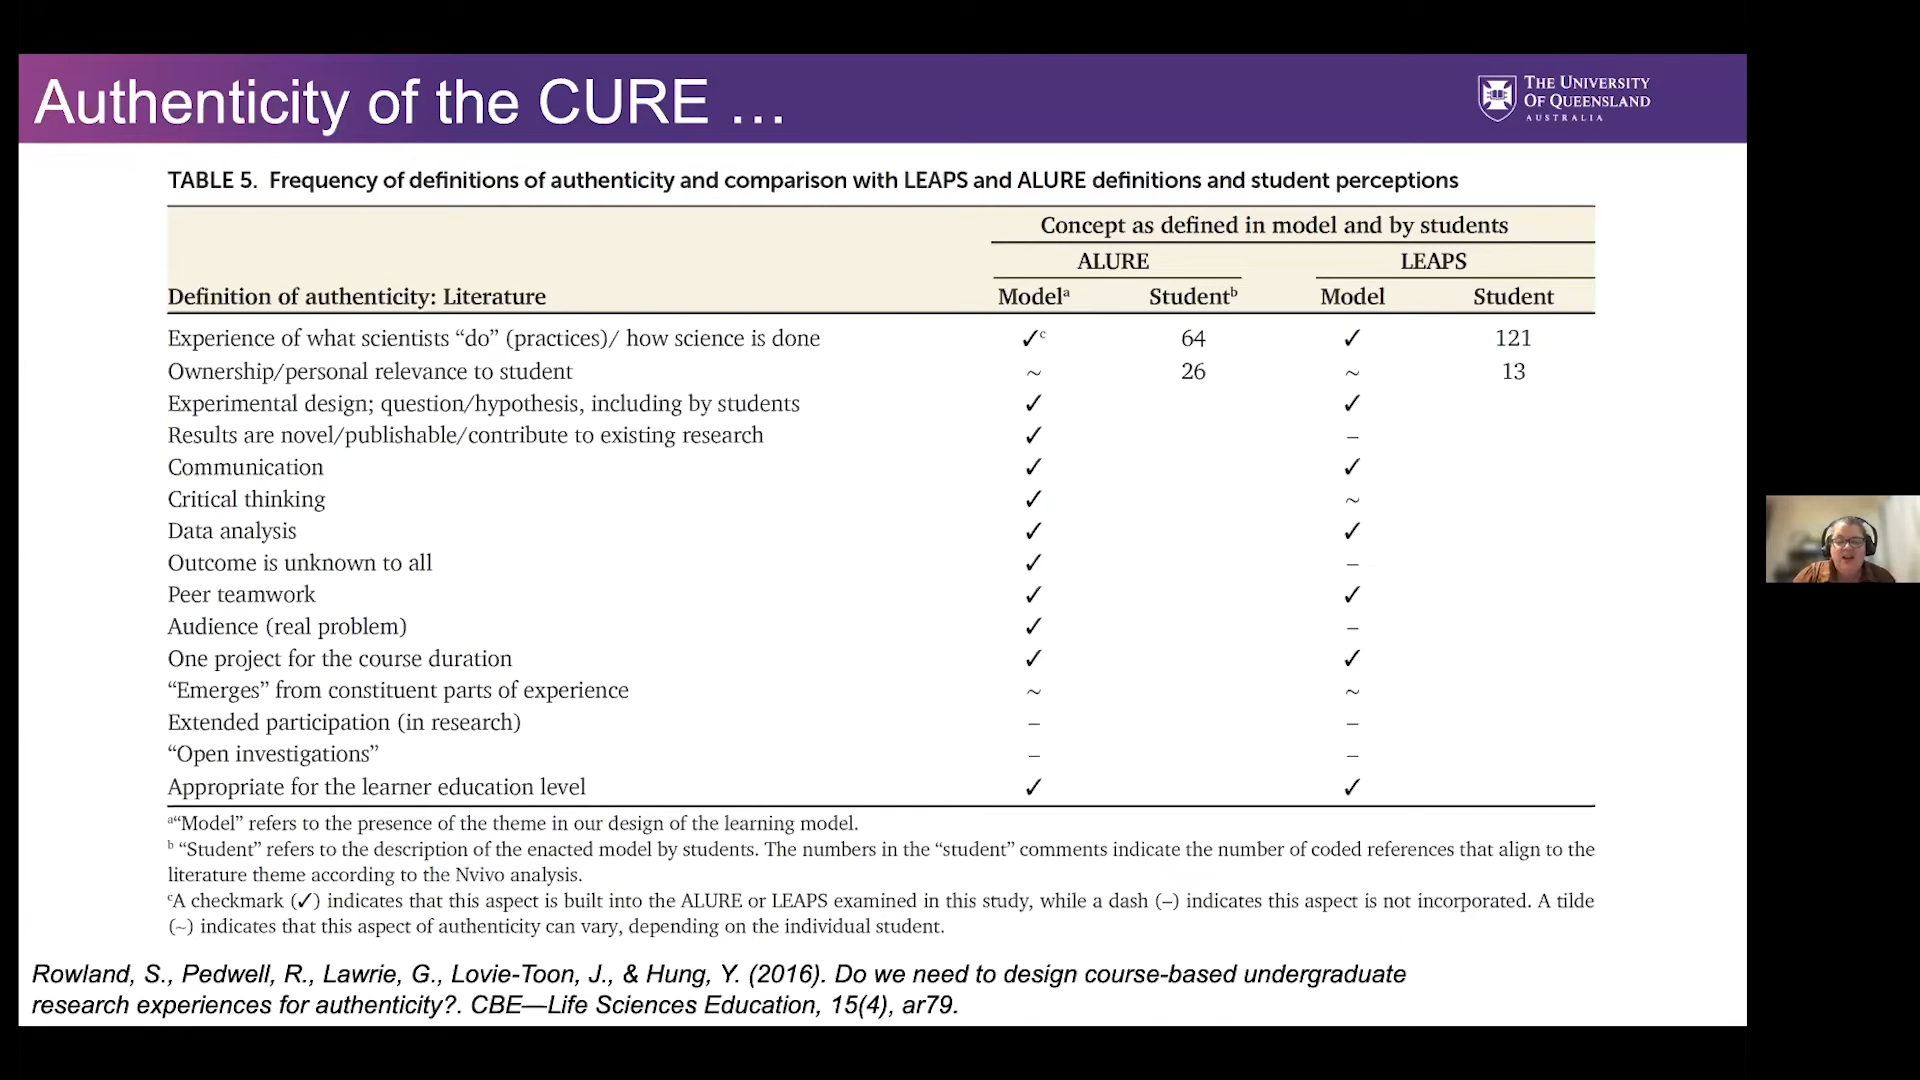 Authenticity of the CURE ...
THE UNIVERSITY
OF QUEENSLAND
AUSTRALIA
TABLE 5. Frequency of definitions of authenticity and comparison with LEAPS and ALURE definitions and student perceptions
Concept as defined in model and by students
ALURE LEAPS
Definition of authenticity: Literature Modelᵃ Studentᵇ Model Student
Experience of what scientists “do” (practices)/ how science is done ✓ᶜ 64 ✓ 121
Ownership/personal relevance to student ~ 26 ~ 13
Experimental design; question/hypothesis, including by students ✓ ✓
Results are novel/publishable/contribute to existing research ✓ –
Communication ✓ ✓
Critical thinking ✓ ~
Data analysis ✓ ✓
Outcome is unknown to all ✓ –
Peer teamwork ✓ ✓
Audience (real problem) ✓ –
One project for the course duration ✓ ✓
“Emerges” from constituent parts of experience ~ ~
Extended participation (in research) – –
“Open investigations” – –
Appropriate for the learner education level ✓ ✓
ᵃ“Model” refers to the presence of the theme in our design of the learning model.
ᵇ “Student” refers to the description of the enacted model by students. The numbers in the “student” comments indicate the number of coded references that align to the
literature theme according to the Nvivo analysis.
ᶜA checkmark (✓) indicates that this aspect is built into the ALURE or LEAPS examined in this study, while a dash (–) indicates this aspect is not incorporated. A tilde
(~) indicates that this aspect of authenticity can vary, depending on the individual student.
Rowland, S., Pedwell, R., Lawrie, G., Lovie-Toon, J., & Hung, Y. (2016). Do we need to design course-based undergraduate
research experiences for authenticity?. CBE—Life Sciences Education, 15(4), ar79.